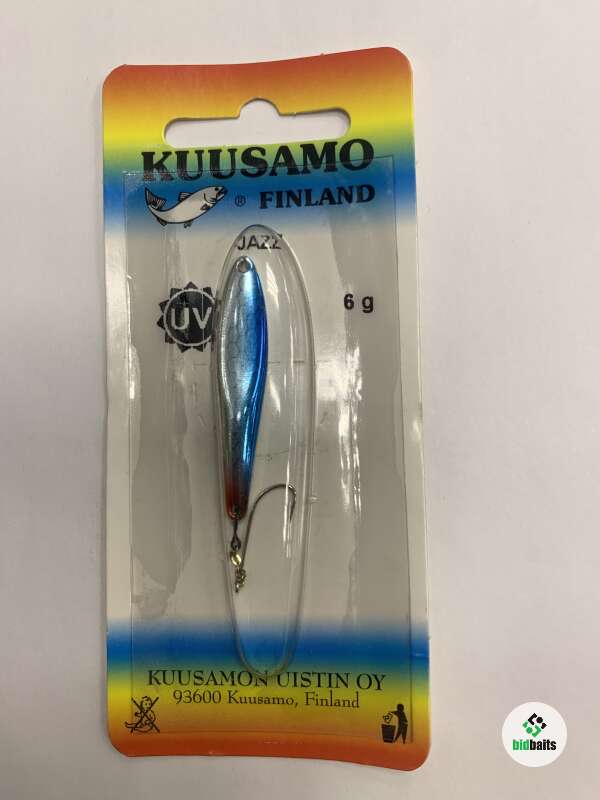 KUUSAMO
® FINLAND
JAZZ
UV
6 g
KUUSAMON UISTIN OY
93600 Kuusamo, Finland
bidbaits